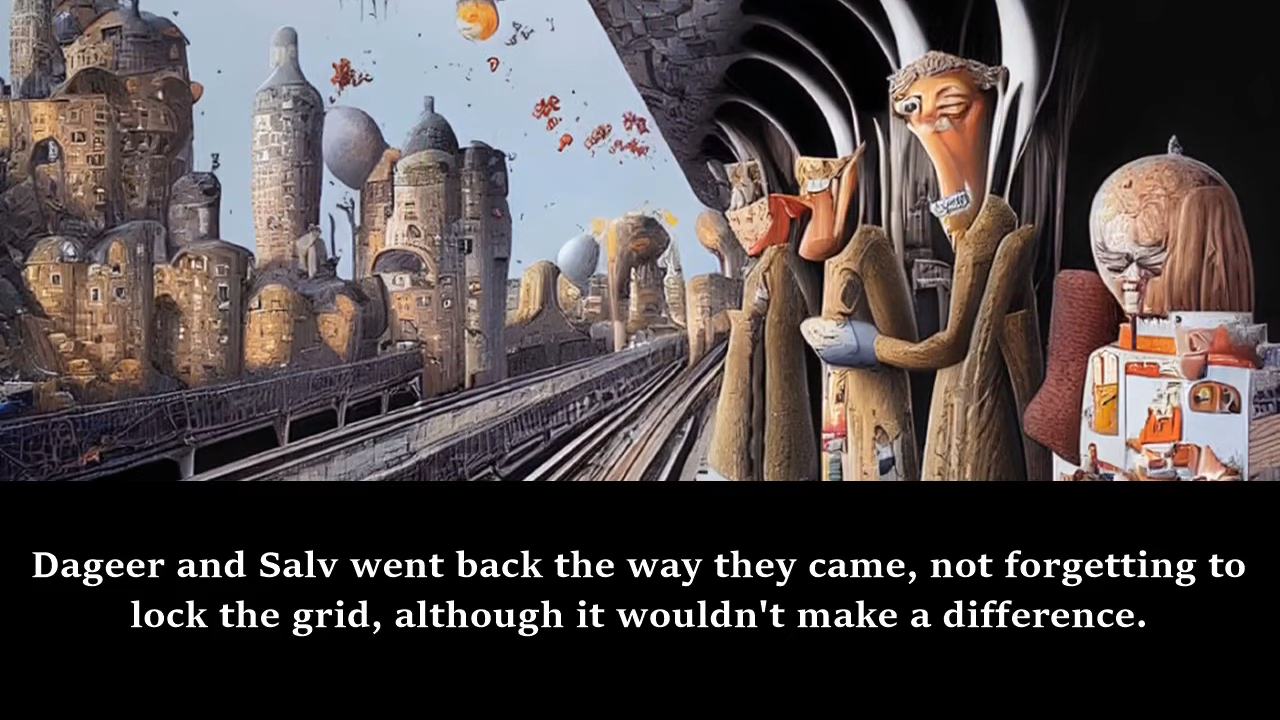 Dageer and Salv went back the way they came, not forgetting to
lock the grid, although it wouldn't make a difference.